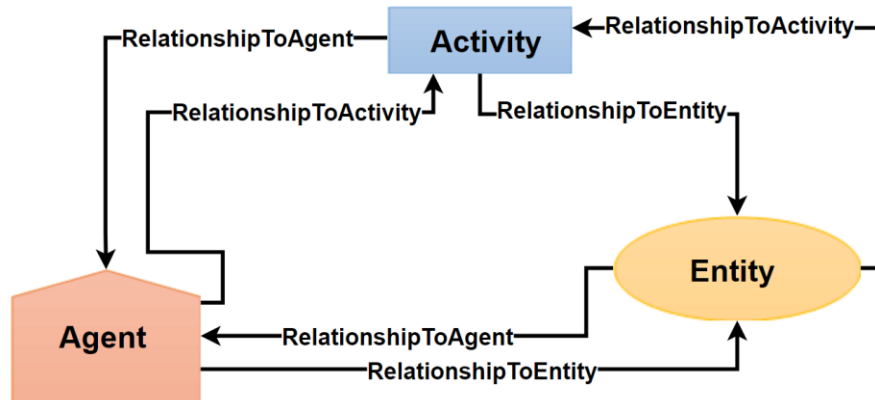 RelationshipToAgent
Activity
RelationshipToActivity
RelationshipToActivity
RelationshipToEntity
Entity
Agent
RelationshipToAgent
RelationshipToEntity